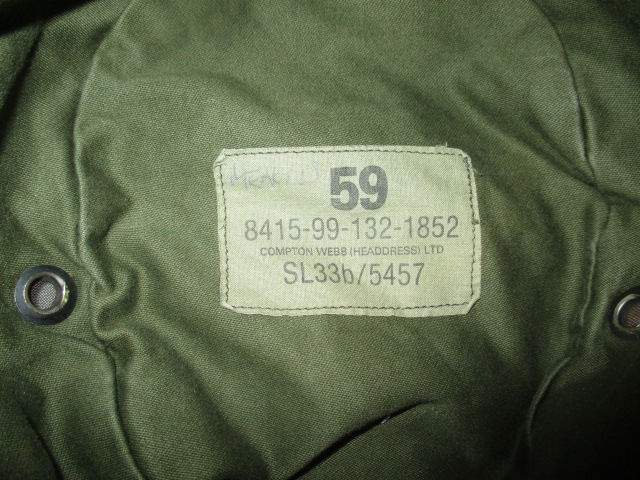 59
8415-99-132-1852
COMPTON WEBB (HEADDRESS) LTD
SL33b/5457